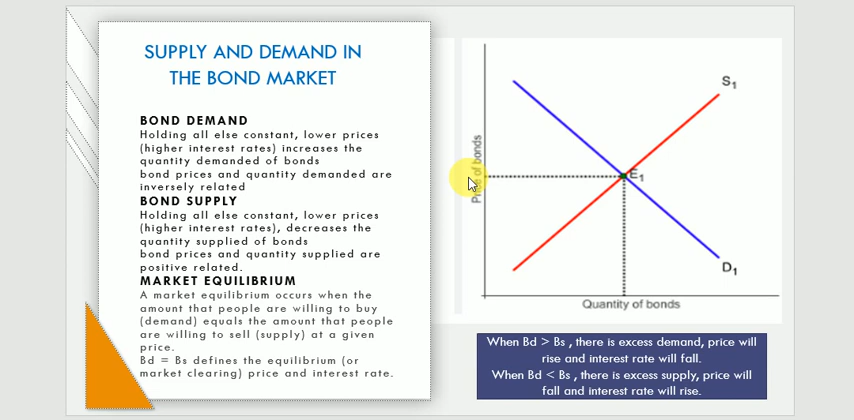 SUPPLY AND DEMAND IN
THE BOND MARKET
BOND DEMAND
Holding all else constant, lower prices
(higher interest rates) increases the
quantity demanded of bonds
bond prices and quantity demanded are
inversely related
BOND SUPPLY
Holding all else constant, lower prices
(higher interest rates), decreases the
quantity supplied of bonds
bond prices and quantity supplied are
positive related.
MARKET EQUILIBRIUM
A market equilibrium occurs when the
amount that people are willing to buy
(demand) equals the amount that people
are willing to sell (supply) at a given
price.
Bd = Bs defines the equilibrium (or
market clearing) price and interest rate.
Price of bonds
S₁
E₁
D₁
Quantity of bonds
When Bd > Bs , there is excess demand, price will
rise and interest rate will fall.
When Bd < Bs , there is excess supply, price will
fall and interest rate will rise.